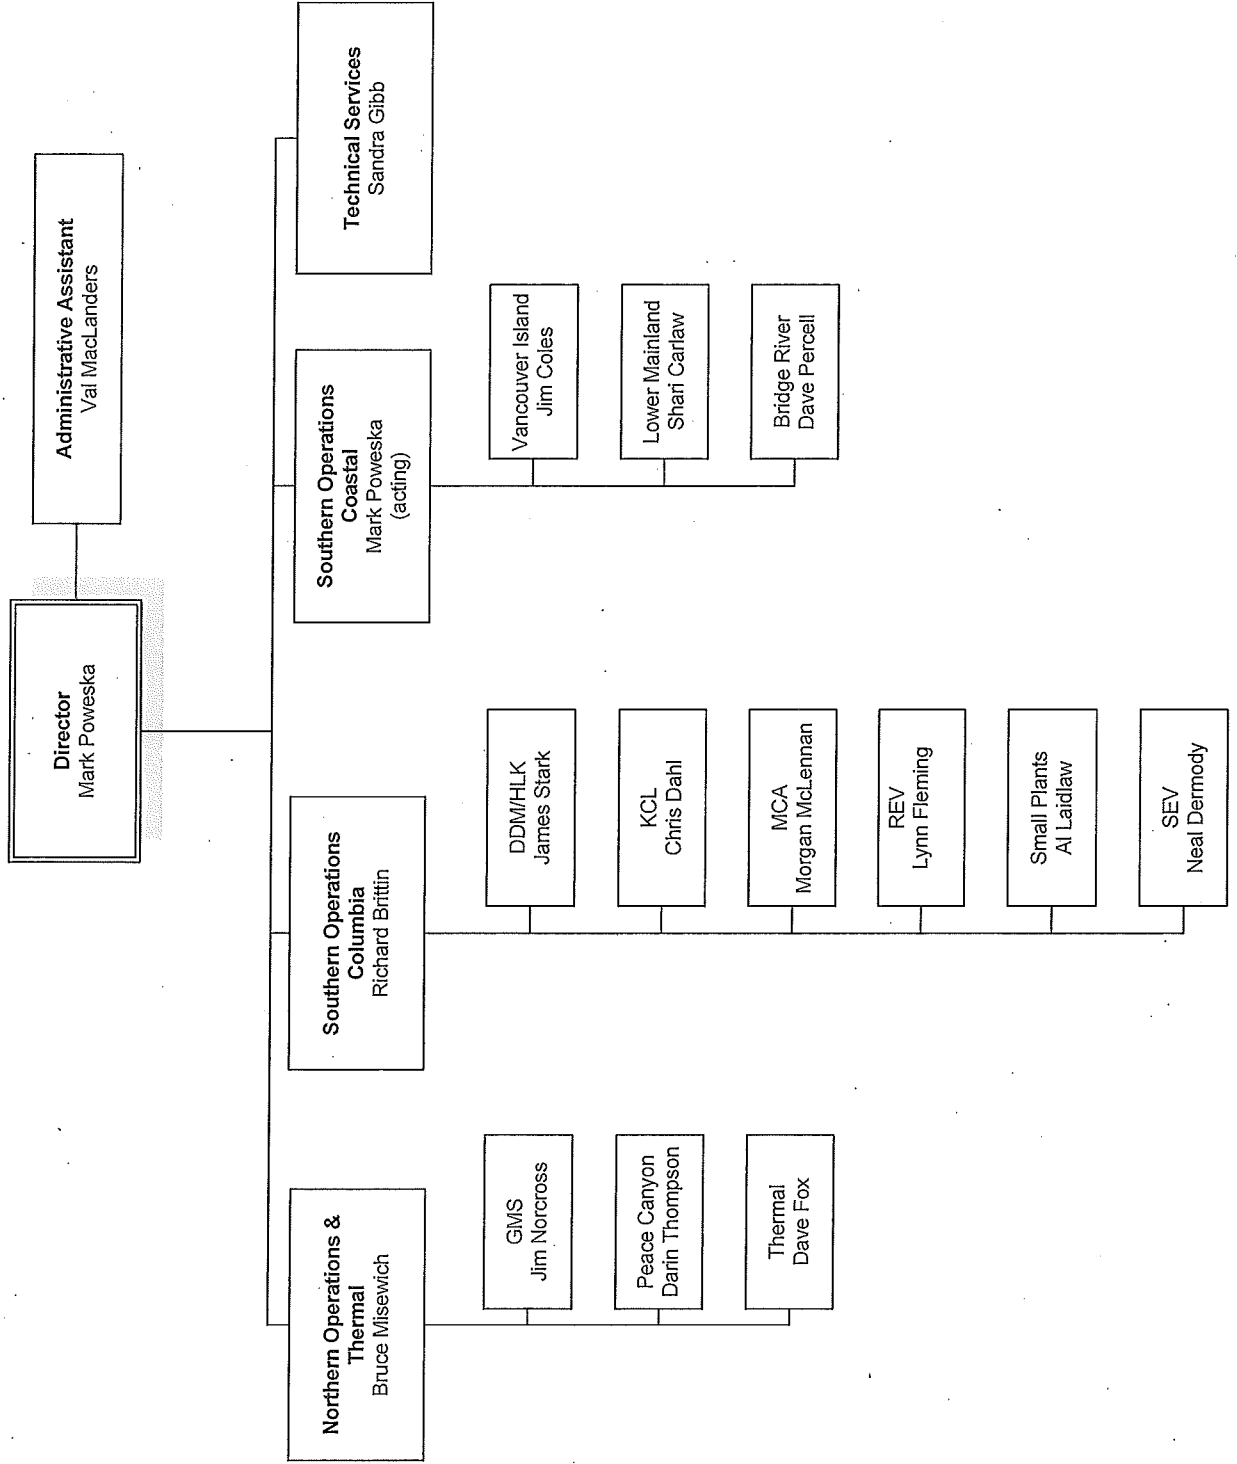 Director
Mark Poweska
Administrative Assistant
Val MacLanders
Northern Operations &
Thermal
Bruce Misewich
GMS
Jim Norcross
Peace Canyon
Darin Thompson
Thermal
Dave Fox
Southern Operations
Columbia
Richard Brittin
DDM/HLK
James Stark
KCL
Chris Dahl
MCA
Morgan McLennan
REV
Lynn Fleming
Small Plants
Al Laidlaw
SEV
Neal Dermody
Southern Operations
Coastal
Mark Poweska
(acting)
Vancouver Island
Jim Coles
Lower Mainland
Shari Carlaw
Bridge River
Dave Percell
Technical Services
Sandra Gibb